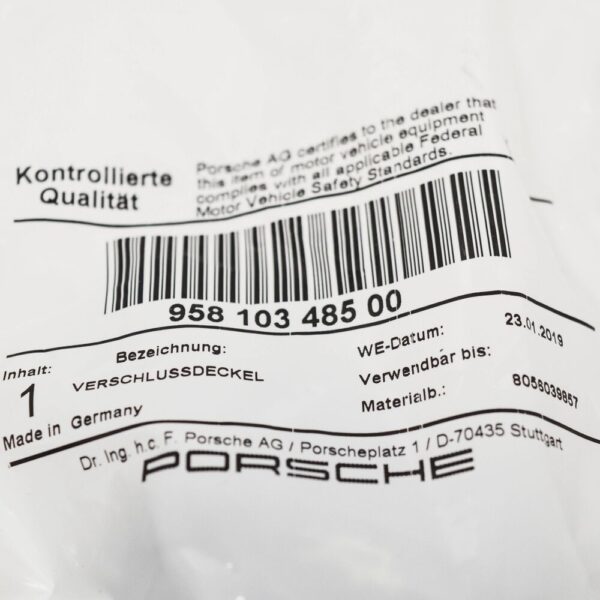 Kontrollierte
Qualität
Porsche AG certifies to the dealer that
this item of motor vehicle equipment
complies with all applicable Federal
Motor Vehicle Safety Standards.
958 103 485 00
Inhalt:
1
Bezeichnung:
VERSCHLUSSDECKEL
WE-Datum: 23.01.2019
Verwendbar bis:
Materialb.: 8056039857
Made in Germany
Dr. Ing. h.c. F. Porsche AG / Porscheplatz 1 / D-70435 Stuttgart
PORSCHE